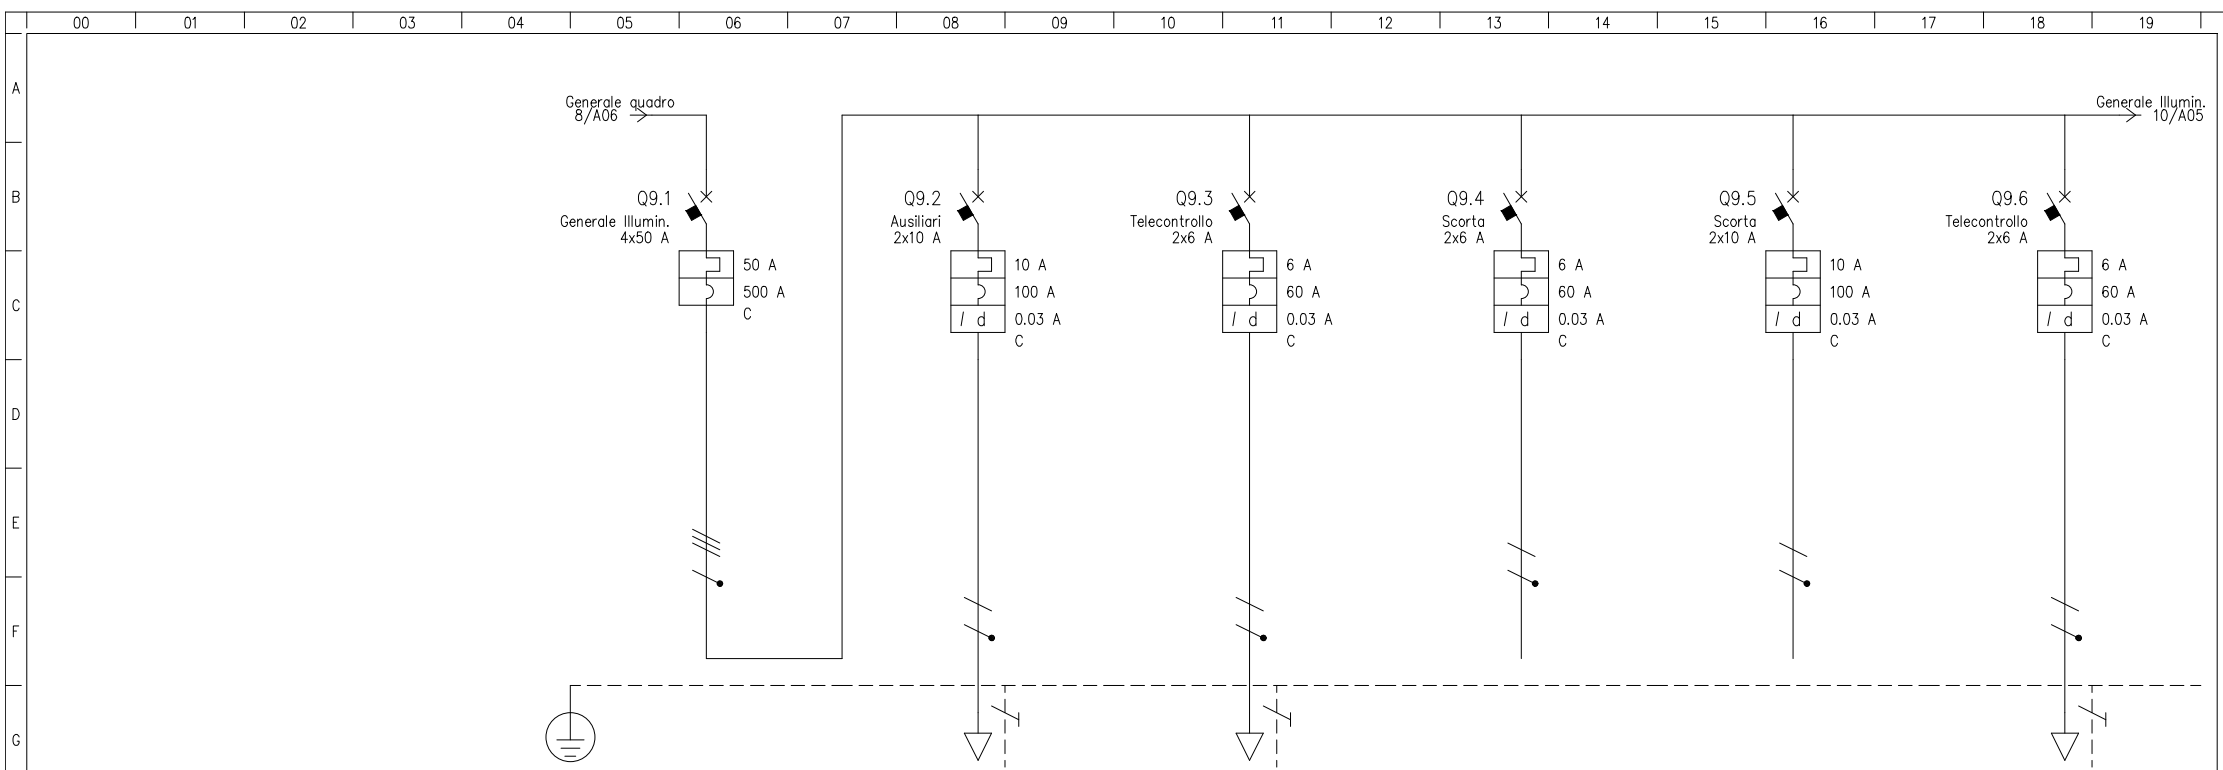 00 01 02 03 04 05 06 07 08 09 10 11 12 13 14 15 16 17 18 19
A
Generale quadro
8/A06
Generale Illumin.
10/A05
B
Q9.1
Generale Illumin.
4x50 A
Q9.2
Ausiliari
2x10 A
Q9.3
Telecontrollo
2x6 A
Q9.4
Scorta
2x6 A
Q9.5
Scorta
2x10 A
Q9.6
Telecontrollo
2x6 A
C
50 A
500 A
C
10 A
100 A
I d 0.03 A
C
6 A
60 A
I d 0.03 A
C
6 A
60 A
I d 0.03 A
C
10 A
100 A
I d 0.03 A
C
6 A
60 A
I d 0.03 A
C
D
E
F
G